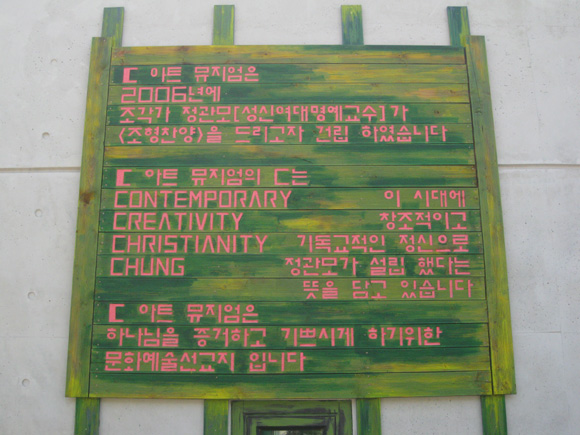 C 아트 뮤지엄은
2006년에
조각가 정관모[성신여대명예교수]가
<조형찬양>을 드리고자 건립 하였습니다
C 아트 뮤지엄의 C는
CONTEMPORARY 이 시대에
CREATIVITY 창조적이고
CHRISTIANITY 기독교적인 정신으로
CHUNG 정관모가 설립 했다는
뜻을 담고 있습니다
C 아트 뮤지엄은
하나님을 증거하고 기쁘시게 하기위한
문화예술선교지 입니다